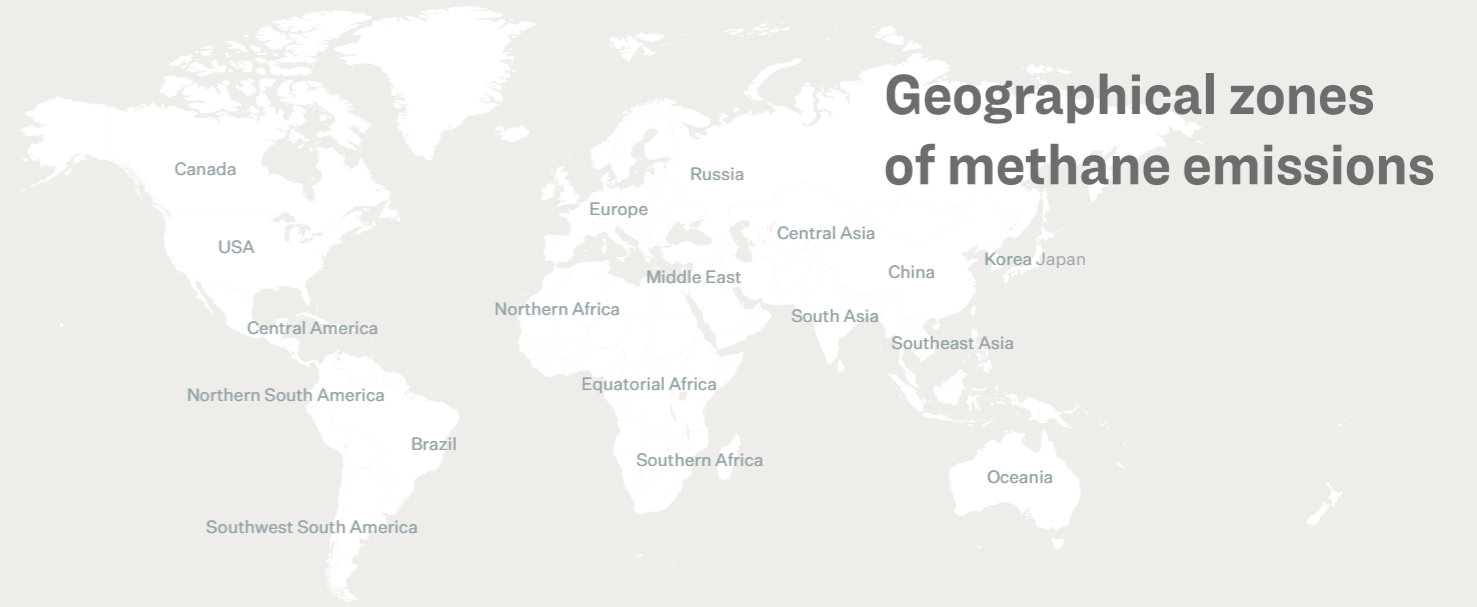 Geographical zones
of methane emissions
Canada
Russia
Europe
USA
Central Asia
Korea Japan
China
Middle East
Northern Africa
South Asia
Central America
Southeast Asia
Equatorial Africa
Northern South America
Brazil
Southern Africa
Oceania
Southwest South America